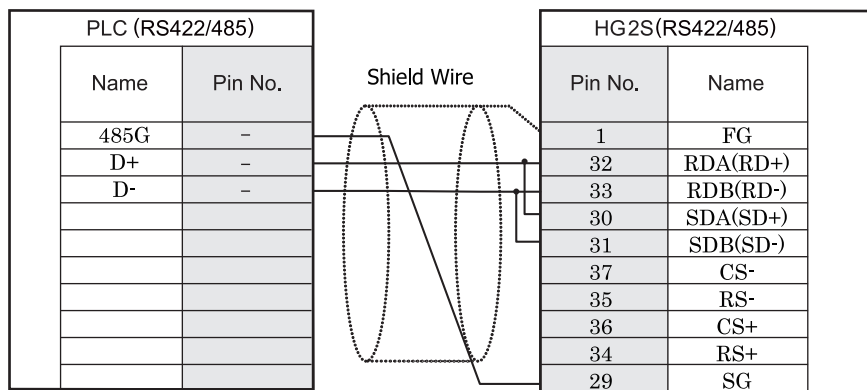 PLC (RS422/485)
Name Pin No.
485G -
D+ -
D- -
Shield Wire
HG2S(RS422/485)
Pin No. Name
1 FG
32 RDA(RD+)
33 RDB(RD-)
30 SDA(SD+)
31 SDB(SD-)
37 CS-
35 RS-
36 CS+
34 RS+
29 SG